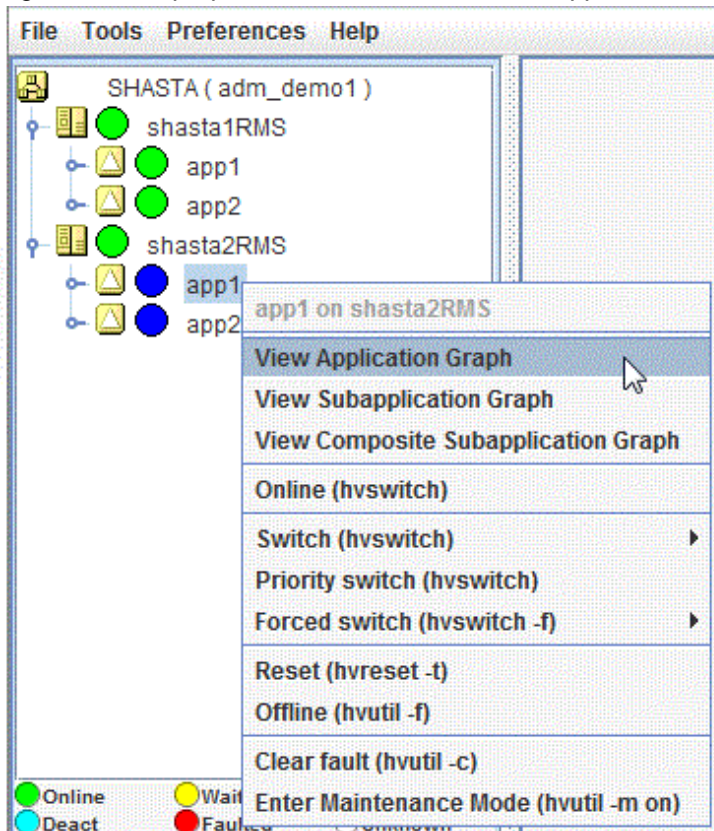 File Tools Preferences Help
SHASTA ( adm_demo1 )
shasta1RMS
app1
app2
shasta2RMS
app1
app2
app1 on shasta2RMS
View Application Graph
View Subapplication Graph
View Composite Subapplication Graph
Online (hvswitch)
Switch (hvswitch)
Priority switch (hvswitch)
Forced switch (hvswitch -f)
Reset (hvreset -t)
Offline (hvutil -f)
Clear fault (hvutil -c)
Enter Maintenance Mode (hvutil -m on)
Online Wait
Deact